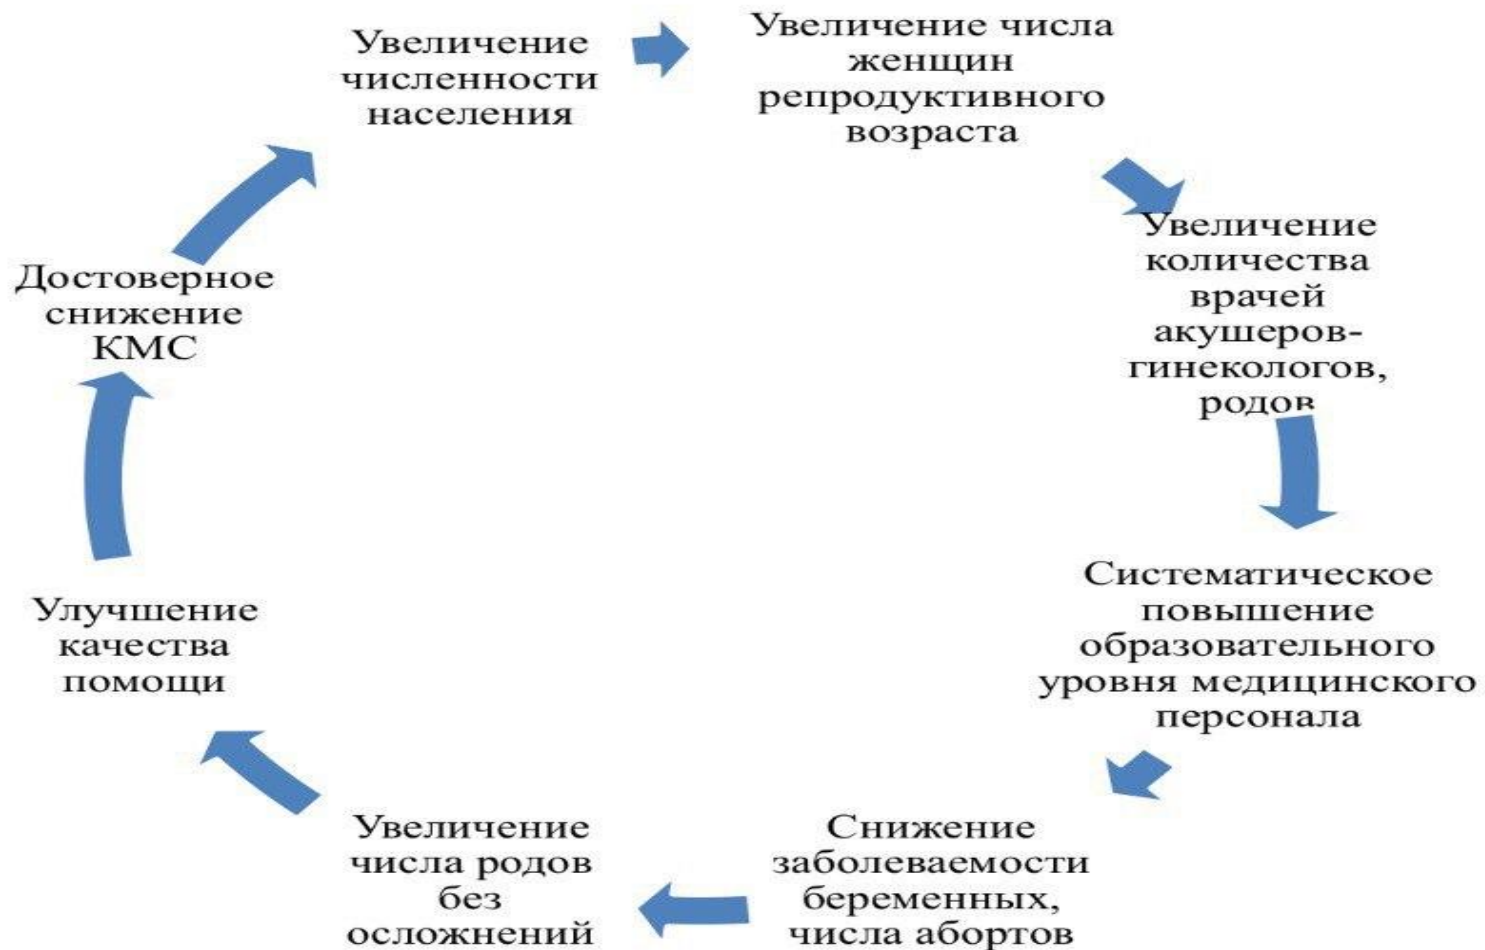 Увеличение
численности
населения
Увеличение числа
женщин
репродуктивного
возраста
Увеличение
количества
врачей
акушеров-
гинекологов,
родов
Систематическое
повышение
образовательного
уровня медицинского
персонала
Снижение
заболеваемости
беременных,
числа абортов
Увеличение
числа родов
без
осложнений
Улучшение
качества
помощи
Достоверное
снижение
КМС